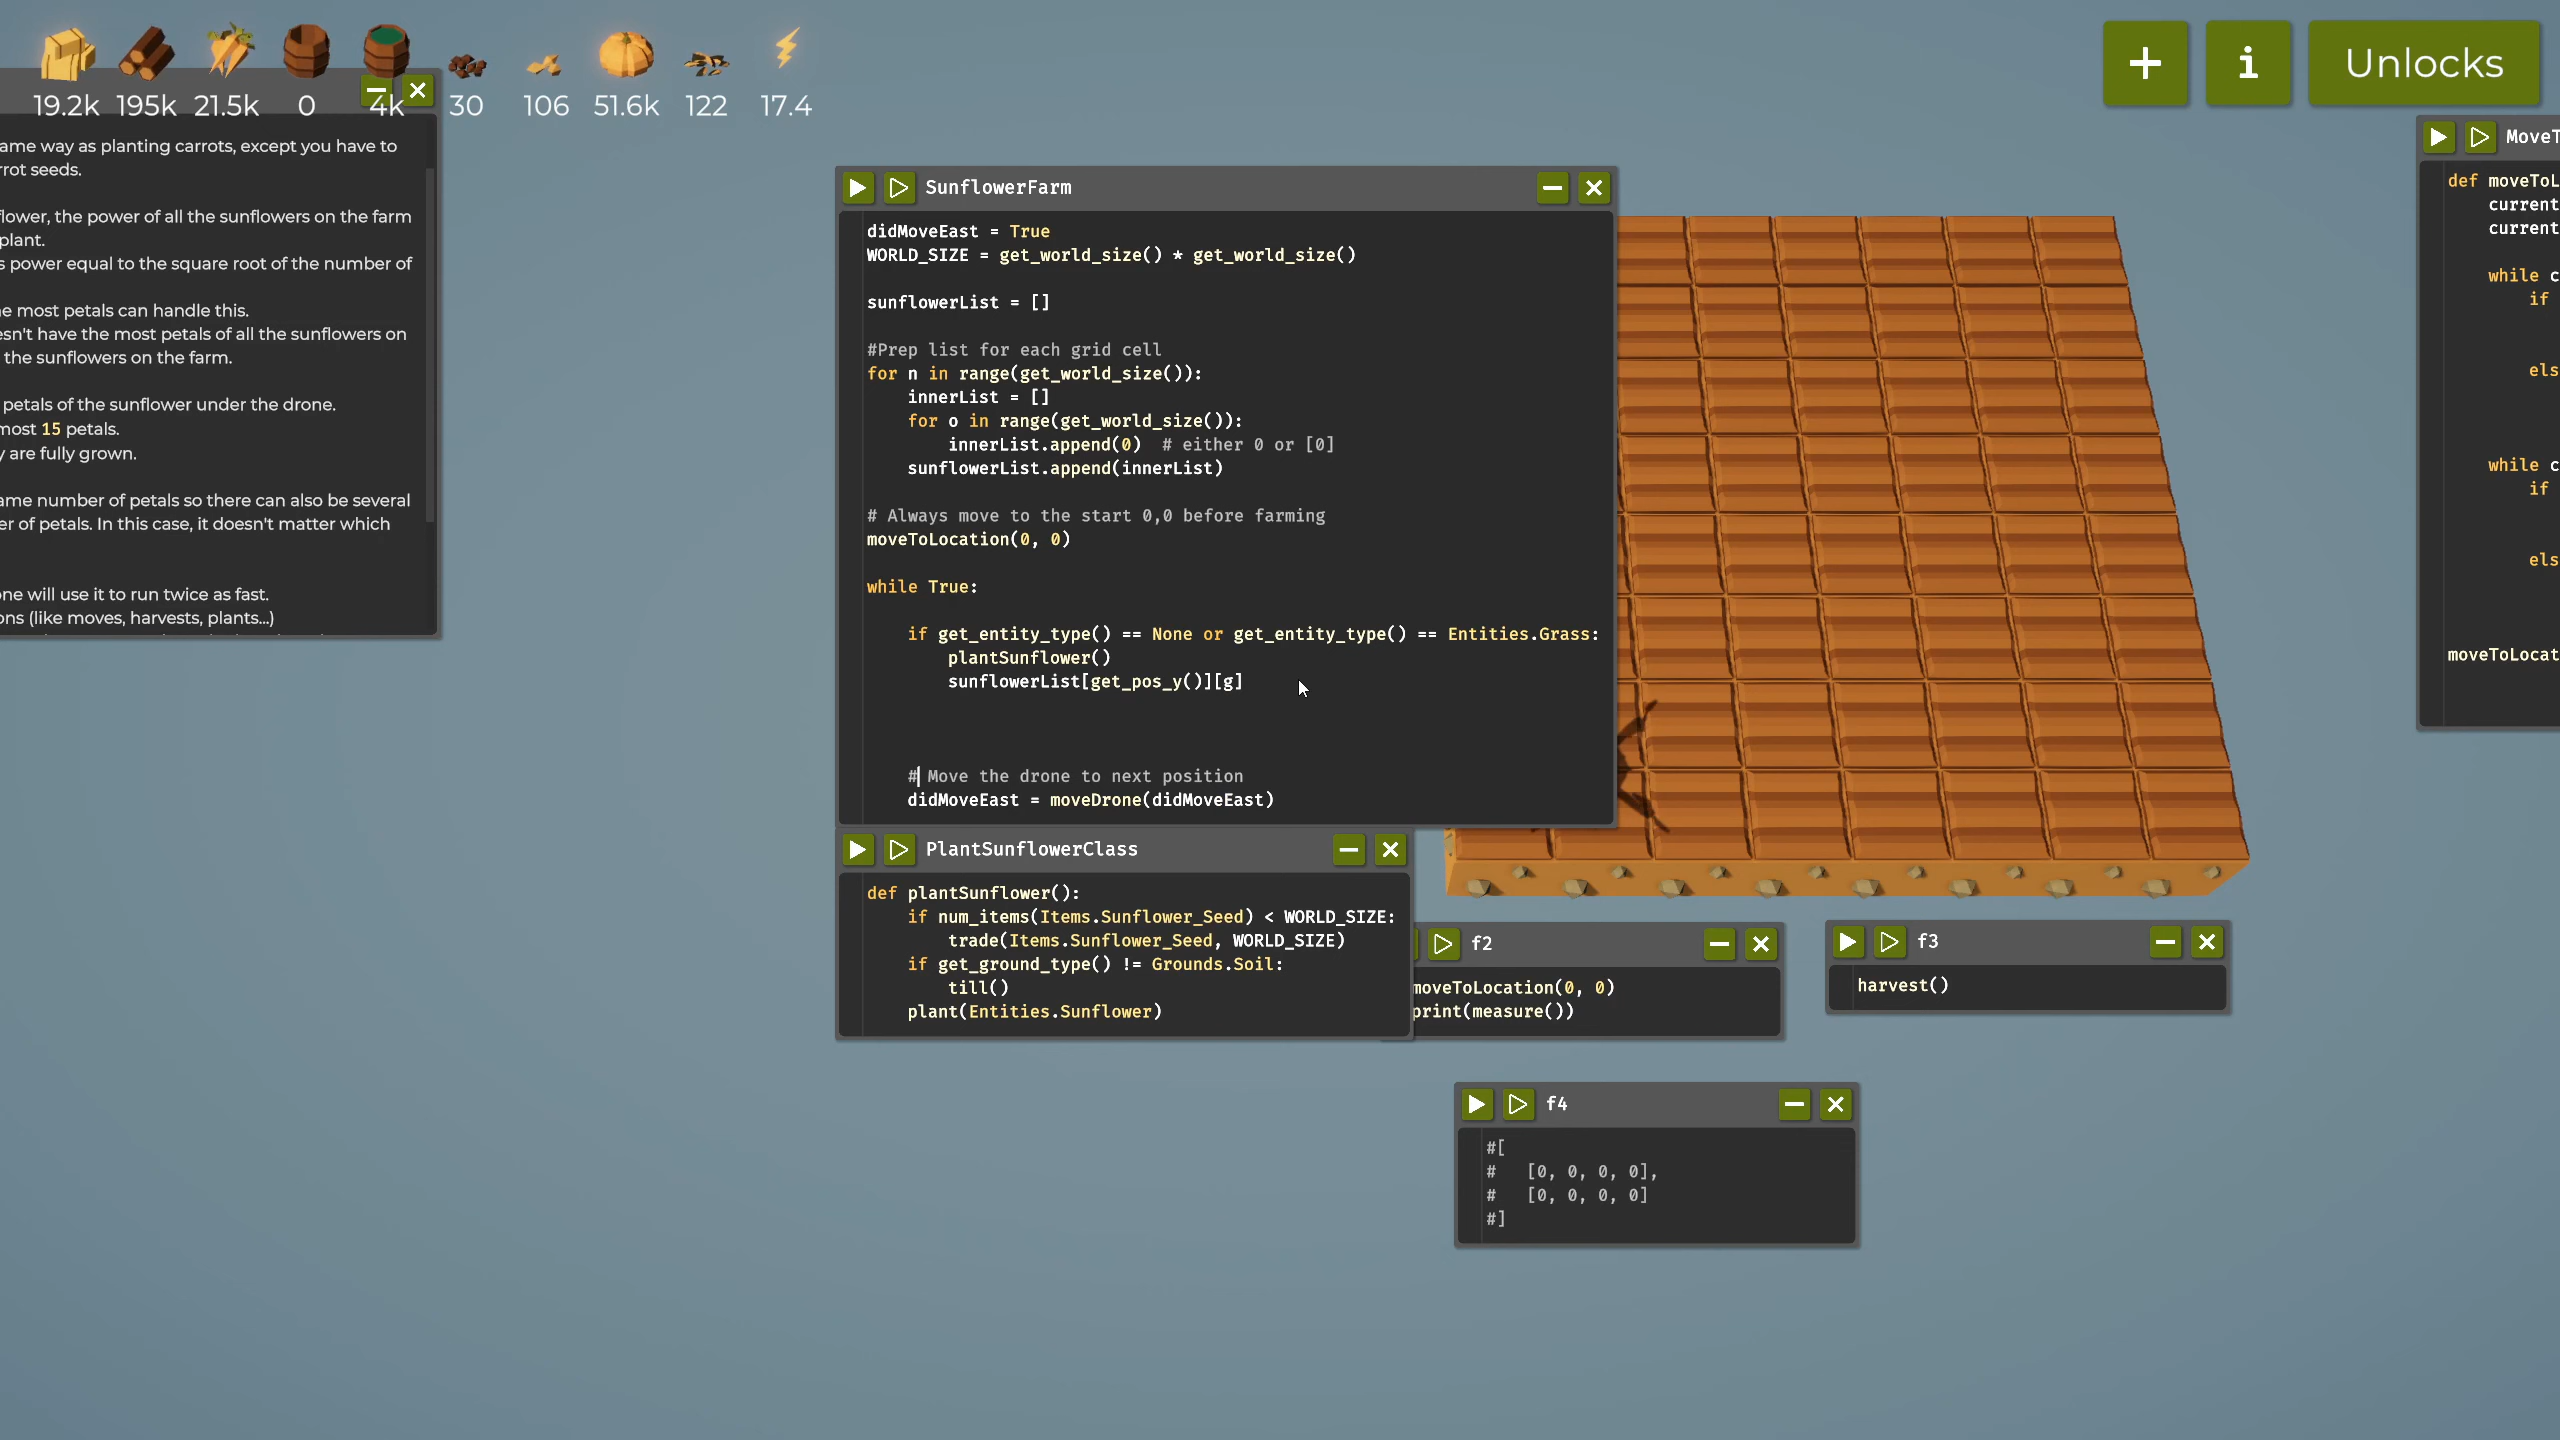 19.2k 195k 21.5k 0 4k 30 106 51.6k 122 17.4
+ i Unlocks
ame way as planting carrots, except you have to
rot seeds.
lower, the power of all the sunflowers on the farm
plant.
s power equal to the square root of the number of
e most petals can handle this.
esn't have the most petals of all the sunflowers on
the sunflowers on the farm.
petals of the sunflower under the drone.
most 15 petals.
y are fully grown.
ame number of petals so there can also be several
er of petals. In this case, it doesn't matter which
one will use it to run twice as fast.
ons (like moves, harvests, plants...)
SunflowerFarm
didMoveEast = True
WORLD_SIZE = get_world_size() * get_world_size()
sunflowerList = []
#Prep list for each grid cell
for n in range(get_world_size()):
    innerList = []
    for o in range(get_world_size()):
        innerList.append(0)  # either 0 or [0]
    sunflowerList.append(innerList)
# Always move to the start 0,0 before farming
moveToLocation(0, 0)
while True:
    if get_entity_type() == None or get_entity_type() == Entities.Grass:
        plantSunflower()
        sunflowerList[get_pos_y()][g]
    # Move the drone to next position
    didMoveEast = moveDrone(didMoveEast)
PlantSunflowerClass
def plantSunflower():
    if num_items(Items.Sunflower_Seed) < WORLD_SIZE:
        trade(Items.Sunflower_Seed, WORLD_SIZE)
    if get_ground_type() != Grounds.Soil:
        till()
    plant(Entities.Sunflower)
f2
moveToLocation(0, 0)
print(measure())
f3
harvest()
f4
#[
#   [0, 0, 0, 0],
#   [0, 0, 0, 0]
#]
MoveT
def moveToL
    current
    current
    while c
        if
        els
    while c
        if
        els
moveToLocat